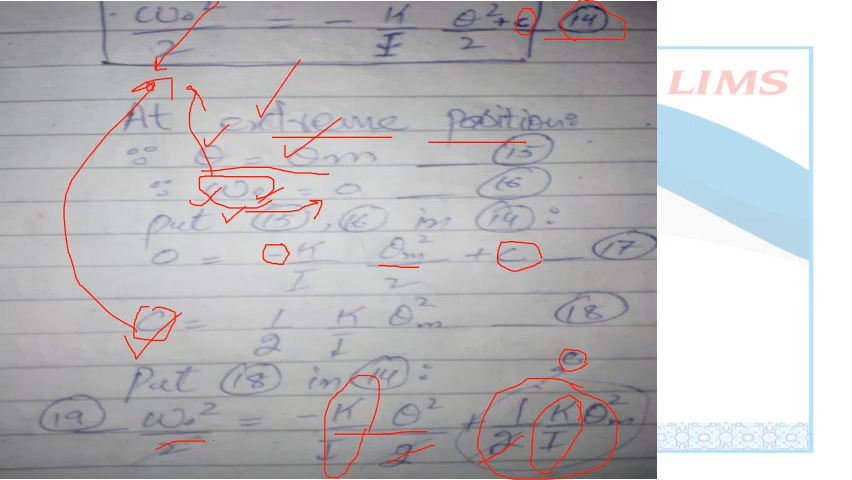 ω₀²/2 = - K/I θ²/2 + c (14)
LIMS
At extreme position:
∵ θ = θm (15)
∵ ω₀ = 0 (16)
put (15), (16) in (14):
0 = - K/I θm²/2 + C (17)
C = 1/2 K/I θm² (18)
c
Put (18) in (14):
(19) ω₀²/2 = - K/I θ²/2 + 1/2 K/I θm²